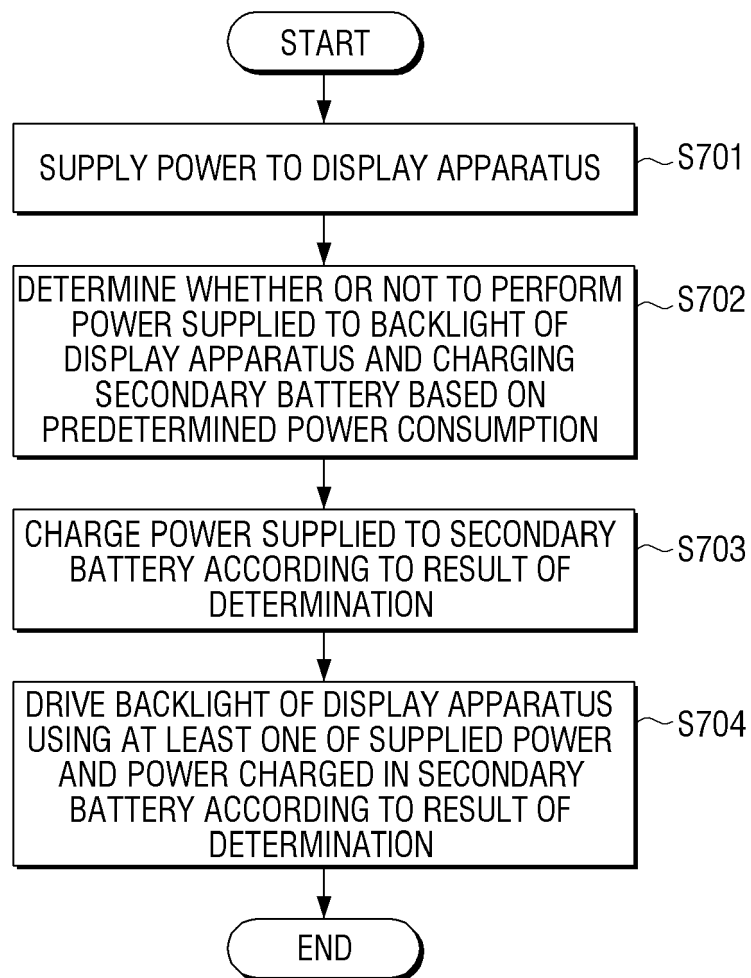 START
SUPPLY POWER TO DISPLAY APPARATUS
S701
DETERMINE WHETHER OR NOT TO PERFORM
POWER SUPPLIED TO BACKLIGHT OF
DISPLAY APPARATUS AND CHARGING
SECONDARY BATTERY BASED ON
PREDETERMINED POWER CONSUMPTION
S702
CHARGE POWER SUPPLIED TO SECONDARY
BATTERY ACCORDING TO RESULT OF
DETERMINATION
S703
DRIVE BACKLIGHT OF DISPLAY APPARATUS
USING AT LEAST ONE OF SUPPLIED POWER
AND POWER CHARGED IN SECONDARY
BATTERY ACCORDING TO RESULT OF
DETERMINATION
S704
END